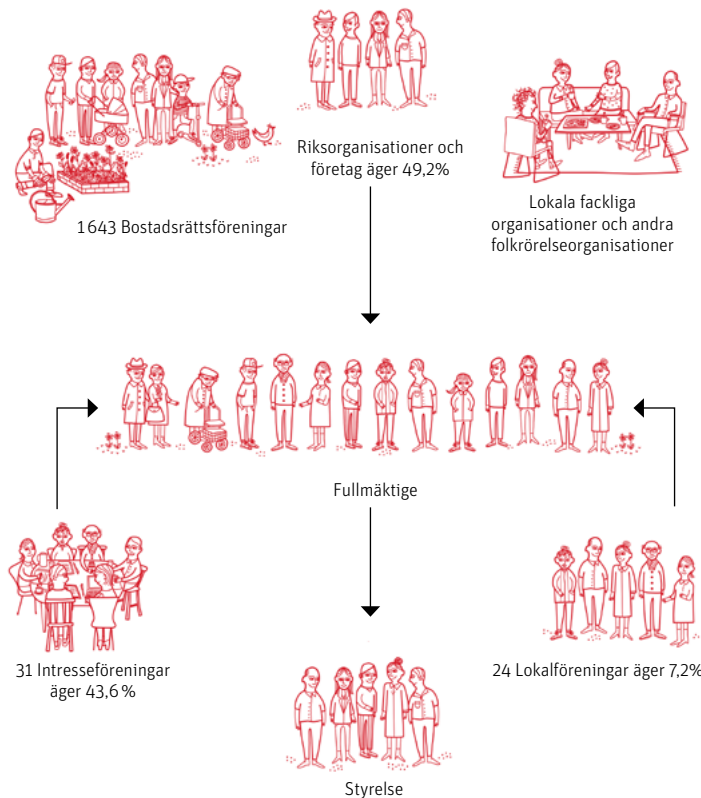 1 643 Bostadsrättsföreningar
Riksorganisationer och
företag äger 49,2%
Lokala fackliga
organisationer och andra
folkrörelseorganisationer
Fullmäktige
31 Intresseföreningar
äger 43,6 %
24 Lokalföreningar äger 7,2%
Styrelse